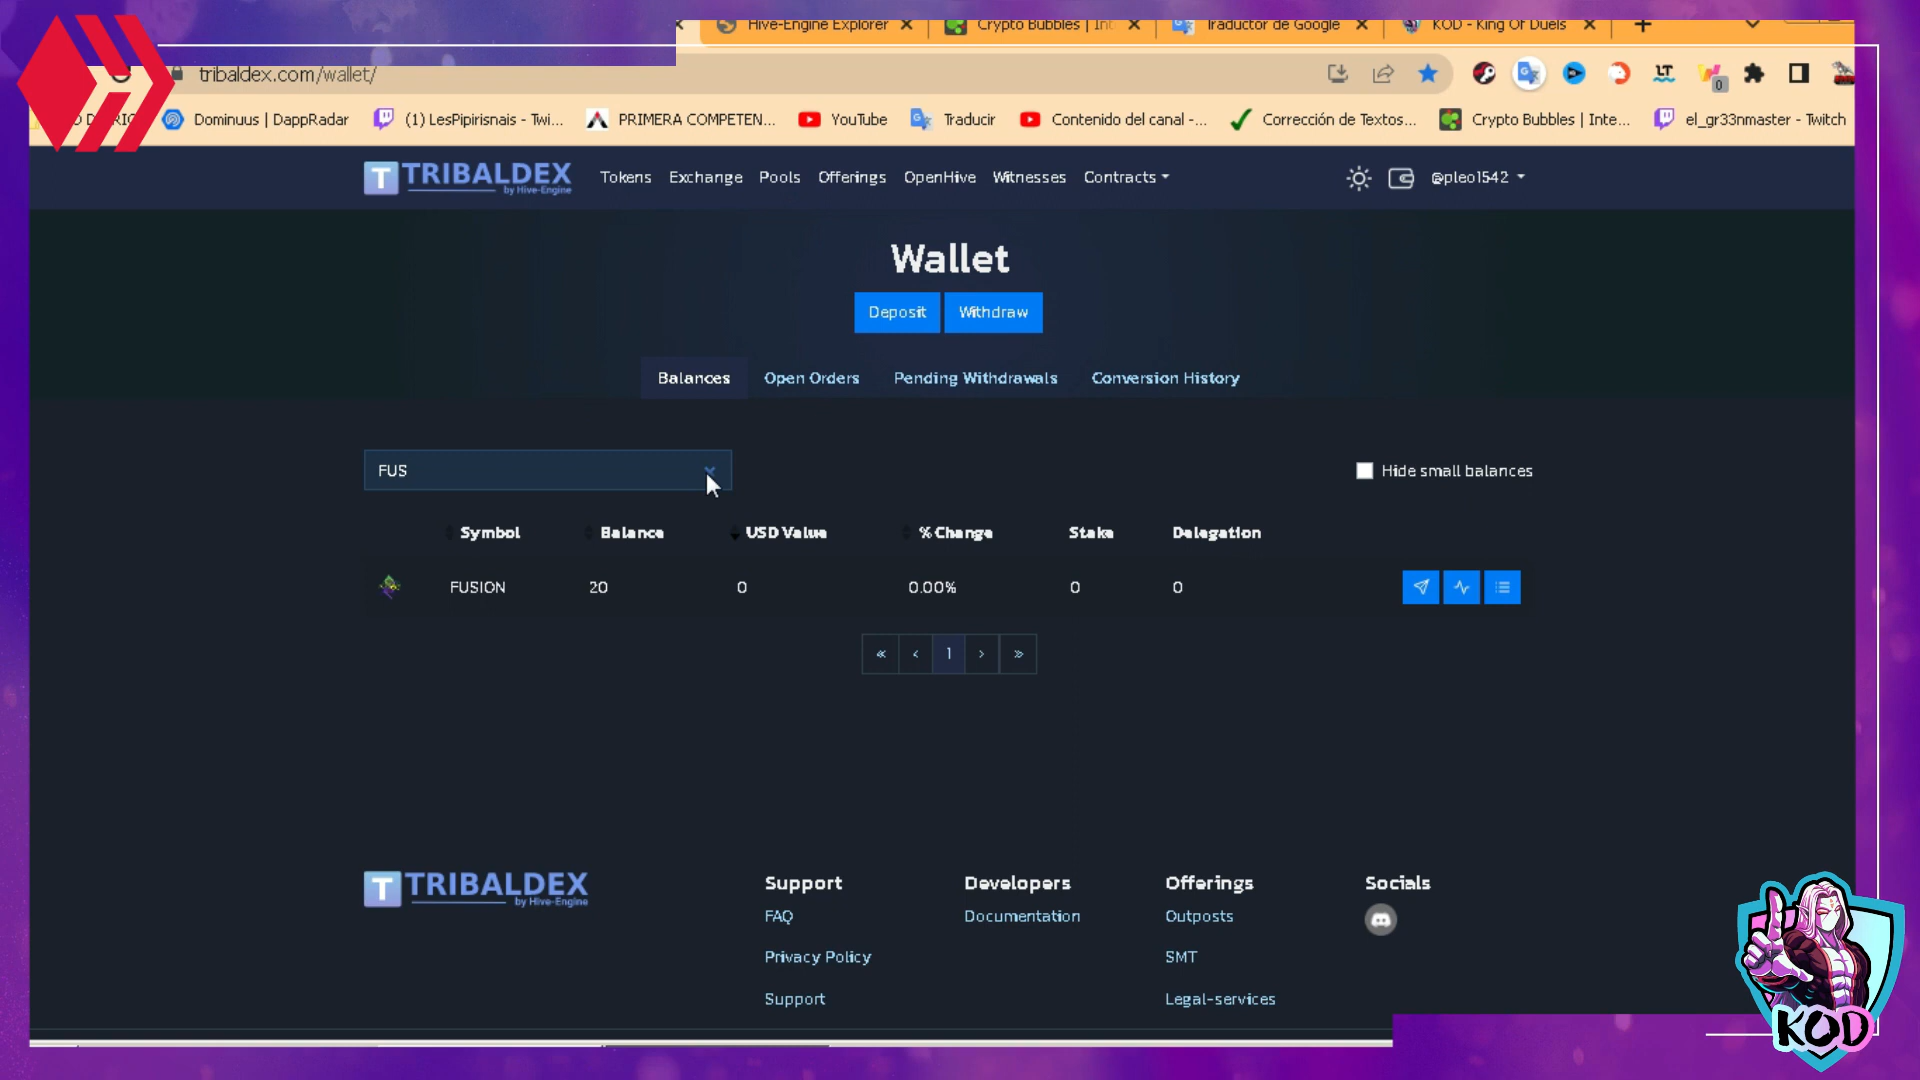 Hive-Engine Explorer
Crypto Bubbles | Int
Traductor de Google
KOD - King Of Duels
tribaldex.com/wallet/
0
Dominuus | DappRadar
(1) LesPipirisnais - Twi...
PRIMERA COMPETEN...
YouTube
Traducir
Contenido del canal -...
Corrección de Textos...
Crypto Bubbles | Inte...
el_gr33nmaster - Twitch
T TRIBALDEX
by Hive-Engine
Tokens
Exchange
Pools
Offerings
OpenHive
Witnesses
Contracts
@pleo1542
Wallet
Deposit
Withdraw
Balances
Open Orders
Pending Withdrawals
Conversion History
FUS
Hide small balances
Symbol Balance USD Value % Change Stake Delegation
FUSION 20 0 0.00% 0 0
« ‹ 1 › »
T TRIBALDEX
by Hive-Engine
Support
FAQ
Privacy Policy
Support
Developers
Documentation
Offerings
Outposts
SMT
Legal-services
Socials
KOD